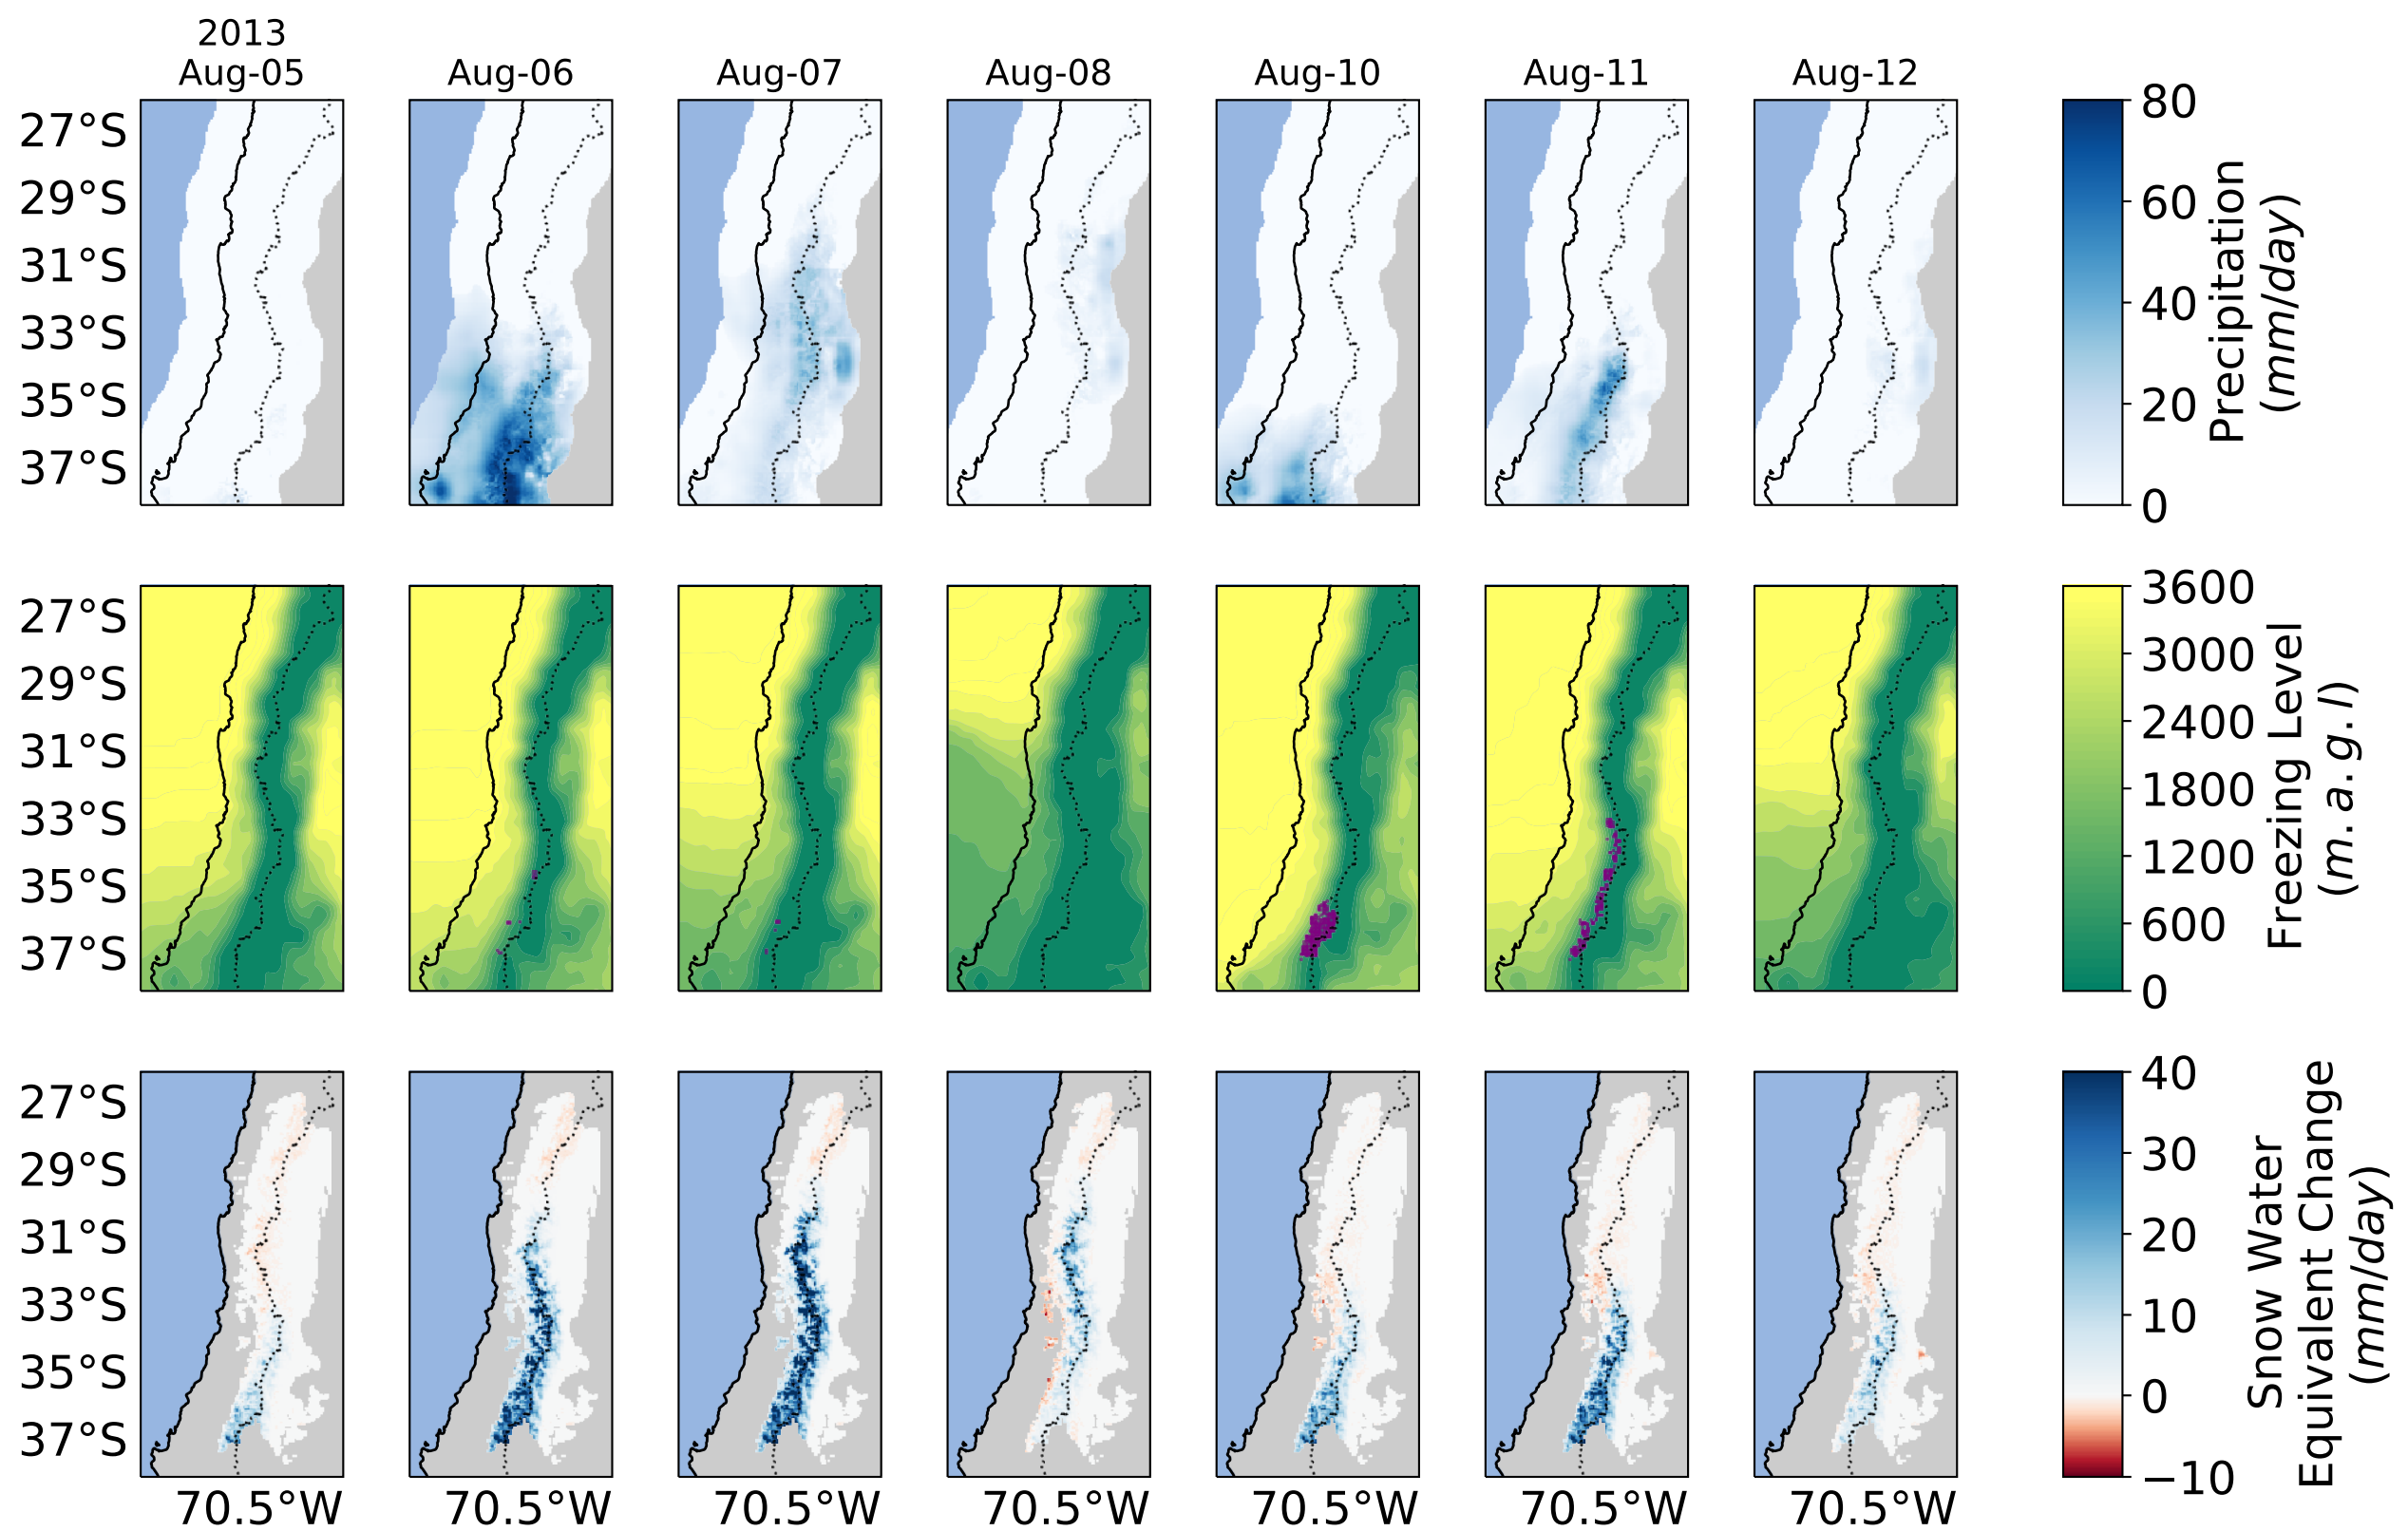 2013
Aug-05 Aug-06 Aug-07 Aug-08 Aug-10 Aug-11 Aug-12
27°S
29°S
31°S
33°S
35°S
37°S
80
60
40
20
0
Precipitation
(mm/day)
27°S
29°S
31°S
33°S
35°S
37°S
3600
3000
2400
1800
1200
600
0
Freezing Level
(m.a.g.l)
27°S
29°S
31°S
33°S
35°S
37°S
40
30
20
10
0
−10
Snow Water
Equivalent Change
(mm/day)
70.5°W 70.5°W 70.5°W 70.5°W 70.5°W 70.5°W 70.5°W